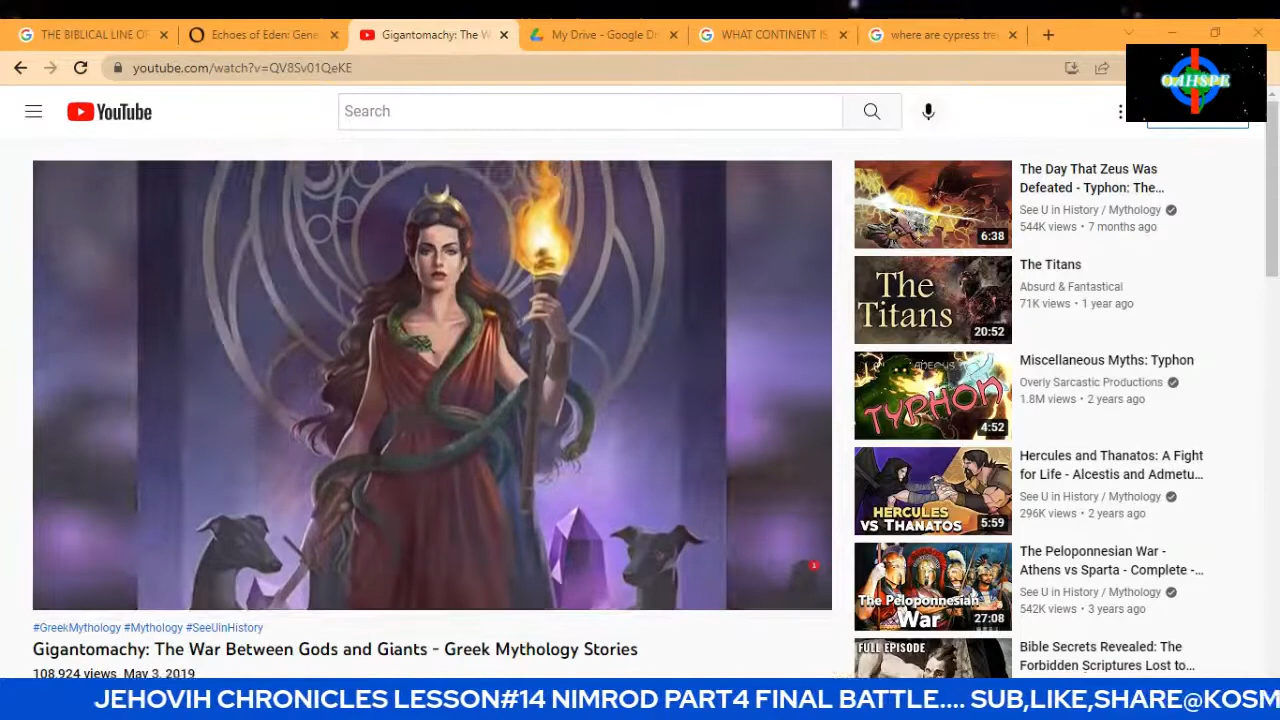 THE BIBLICAL LINE OF
Echoes of Eden: Gene
Gigantomachy: The W
My Drive - Google Dr
WHAT CONTINENT IS
where are cypress tre
youtube.com/watch?v=QV8Sv01QeKE
OAHSPE
YouTube
Search
The Day That Zeus Was
Defeated - Typhon: The...
See U in History / Mythology
544K views • 7 months ago
6:38
The Titans
Absurd & Fantastical
71K views • 1 year ago
The
Titans
20:52
Miscellaneous Myths: Typhon
Overly Sarcastic Productions
1.8M views • 2 years ago
TYPHON
4:52
Hercules and Thanatos: A Fight
for Life - Alcestis and Admetu...
See U in History / Mythology
296K views • 2 years ago
HERCULES
VS THANATOS
5:59
The Peloponnesian War -
Athens vs Sparta - Complete -...
See U in History / Mythology
542K views • 3 years ago
The Peloponnesian
War
27:08
Bible Secrets Revealed: The
Forbidden Scriptures Lost to...
FULL EPISODE
1
#GreekMythology #Mythology #SeeUinHistory
Gigantomachy: The War Between Gods and Giants - Greek Mythology Stories
108,924 views May 3, 2019
JEHOVIH CHRONICLES LESSON#14 NIMROD PART4 FINAL BATTLE.... SUB,LIKE,SHARE@KOSM